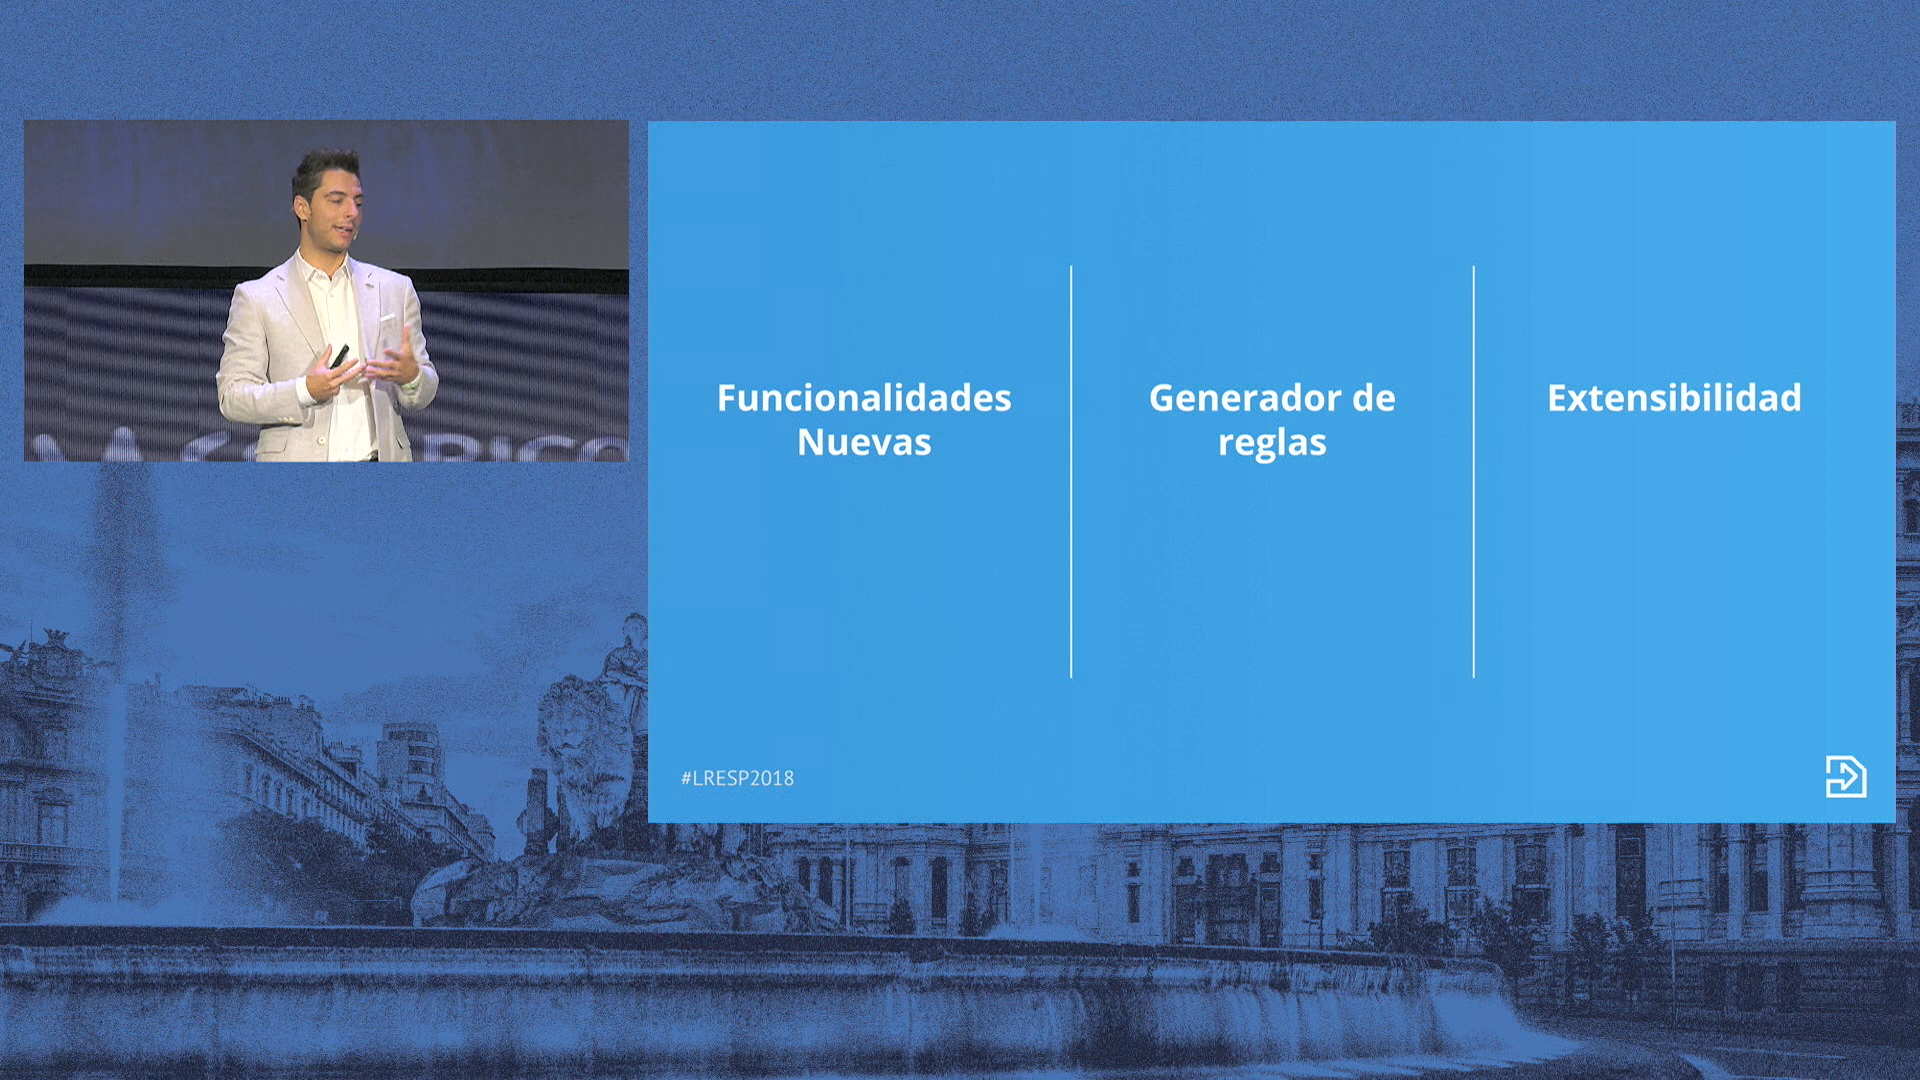 Funcionalidades
Nuevas
Generador de
reglas
Extensibilidad
#LRESP2018